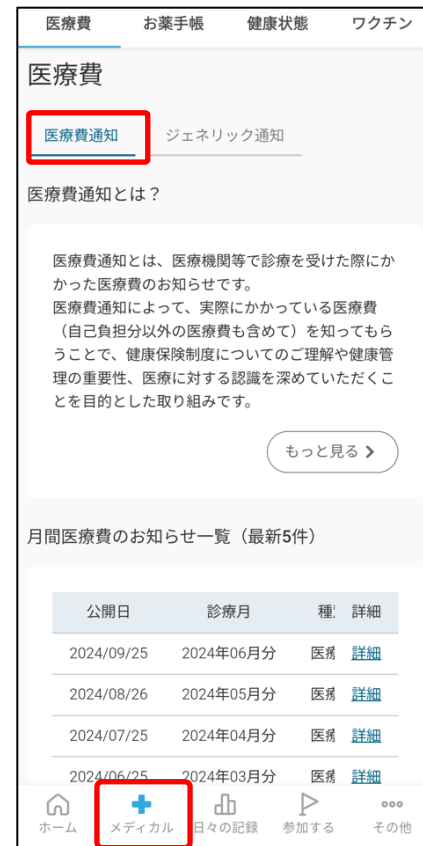 医療費 お薬手帳 健康状態 ワクチン
医療費
医療費通知 ジェネリック通知
医療費通知とは？
医療費通知とは、医療機関等で診療を受けた際にか
かった医療費のお知らせです。
医療費通知によって、実際にかかっている医療費
（自己負担分以外の医療費も含めて）を知ってもら
うことで、健康保険制度についてのご理解や健康管
理の重要性、医療に対する認識を深めていただくこ
とを目的とした取り組みです。
もっと見る
月間医療費のお知らせ一覧（最新5件）
公開日 診療月 種 詳細
2024/09/25 2024年06月分 医 詳細
2024/08/26 2024年05月分 医 詳細
2024/07/25 2024年04月分 医 詳細
2024/06/25 2024年03月分 医 詳細
ホーム メディカル 日々の記録 参加する その他